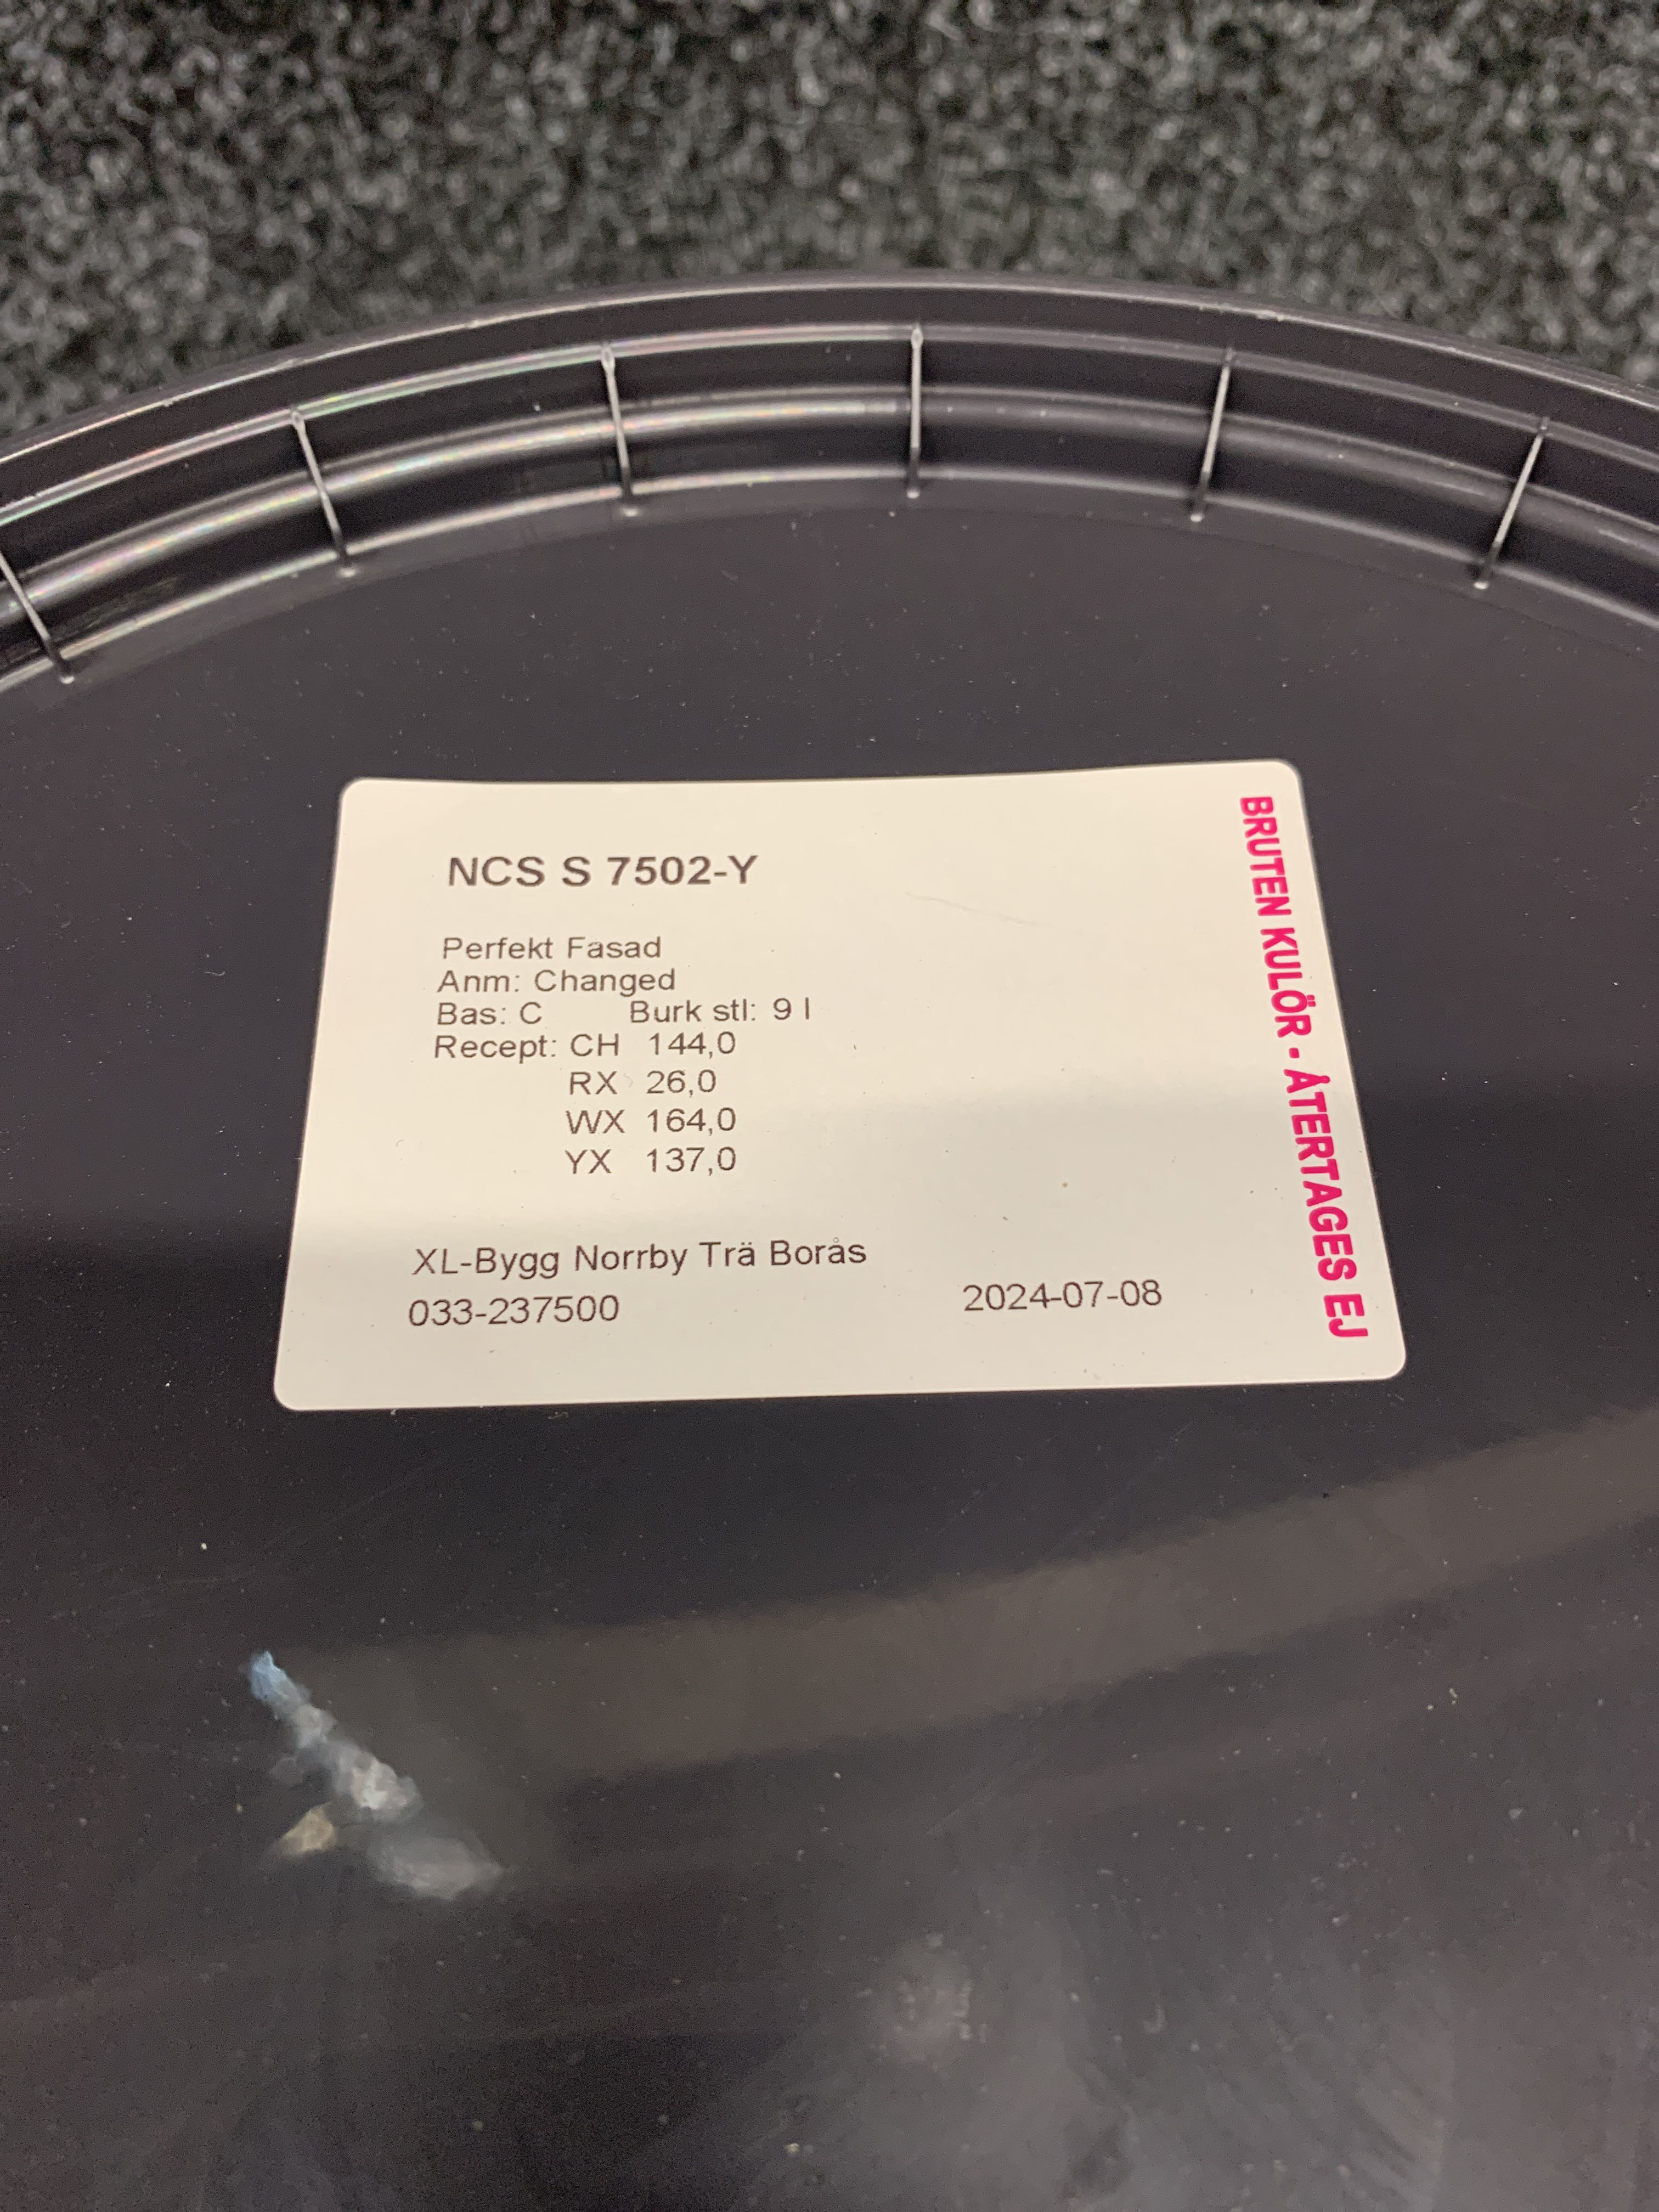 NCS S 7502-Y
Perfekt Fasad
Anm: Changed
Bas: C Burk stl: 9 l
Recept: CH 144,0
RX 26,0
WX 164,0
YX 137,0
XL-Bygg Norrby Trä Borås
033-237500 2024-07-08
BRUTEN KULÖR - ÅTERTAGES EJ